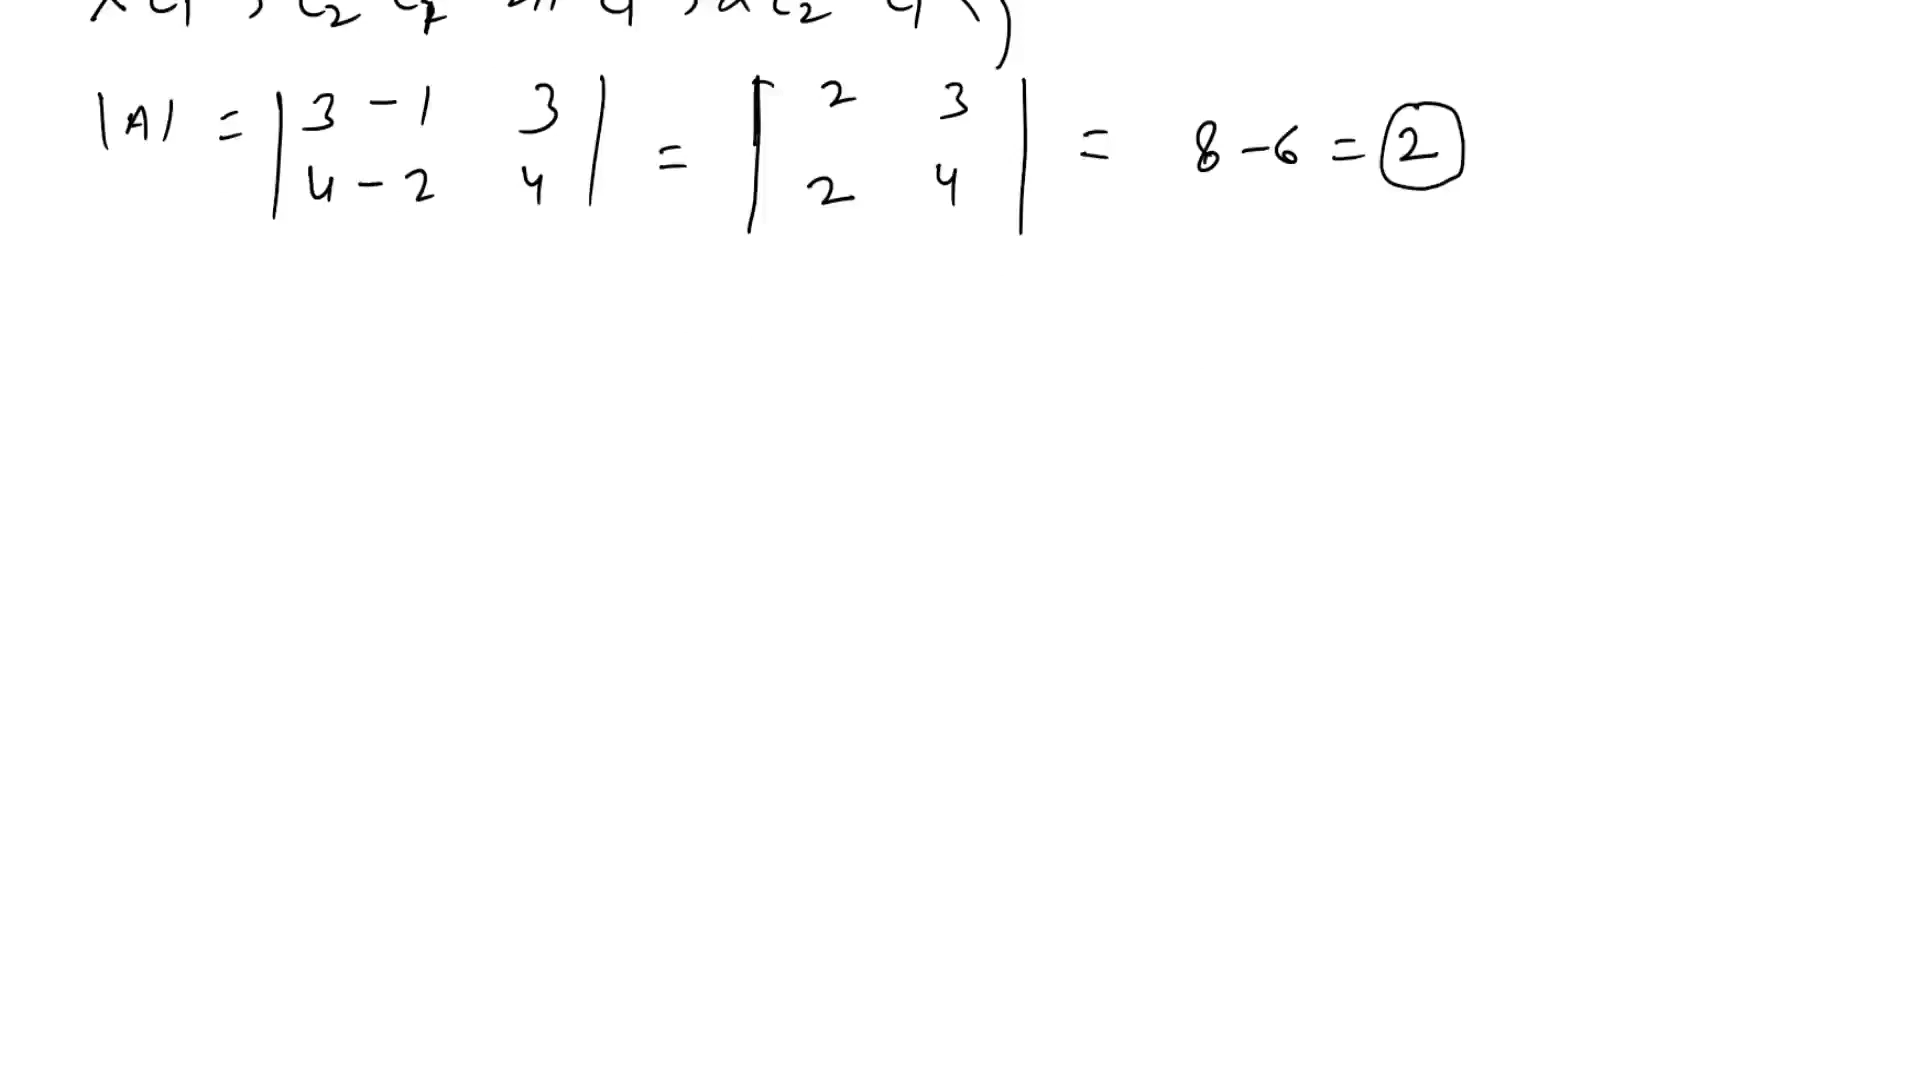 |A| = | 3 - 1 3 | = | 2 3 | = 8 - 6 = 2
| 4 - 2 4 | | 2 4 |